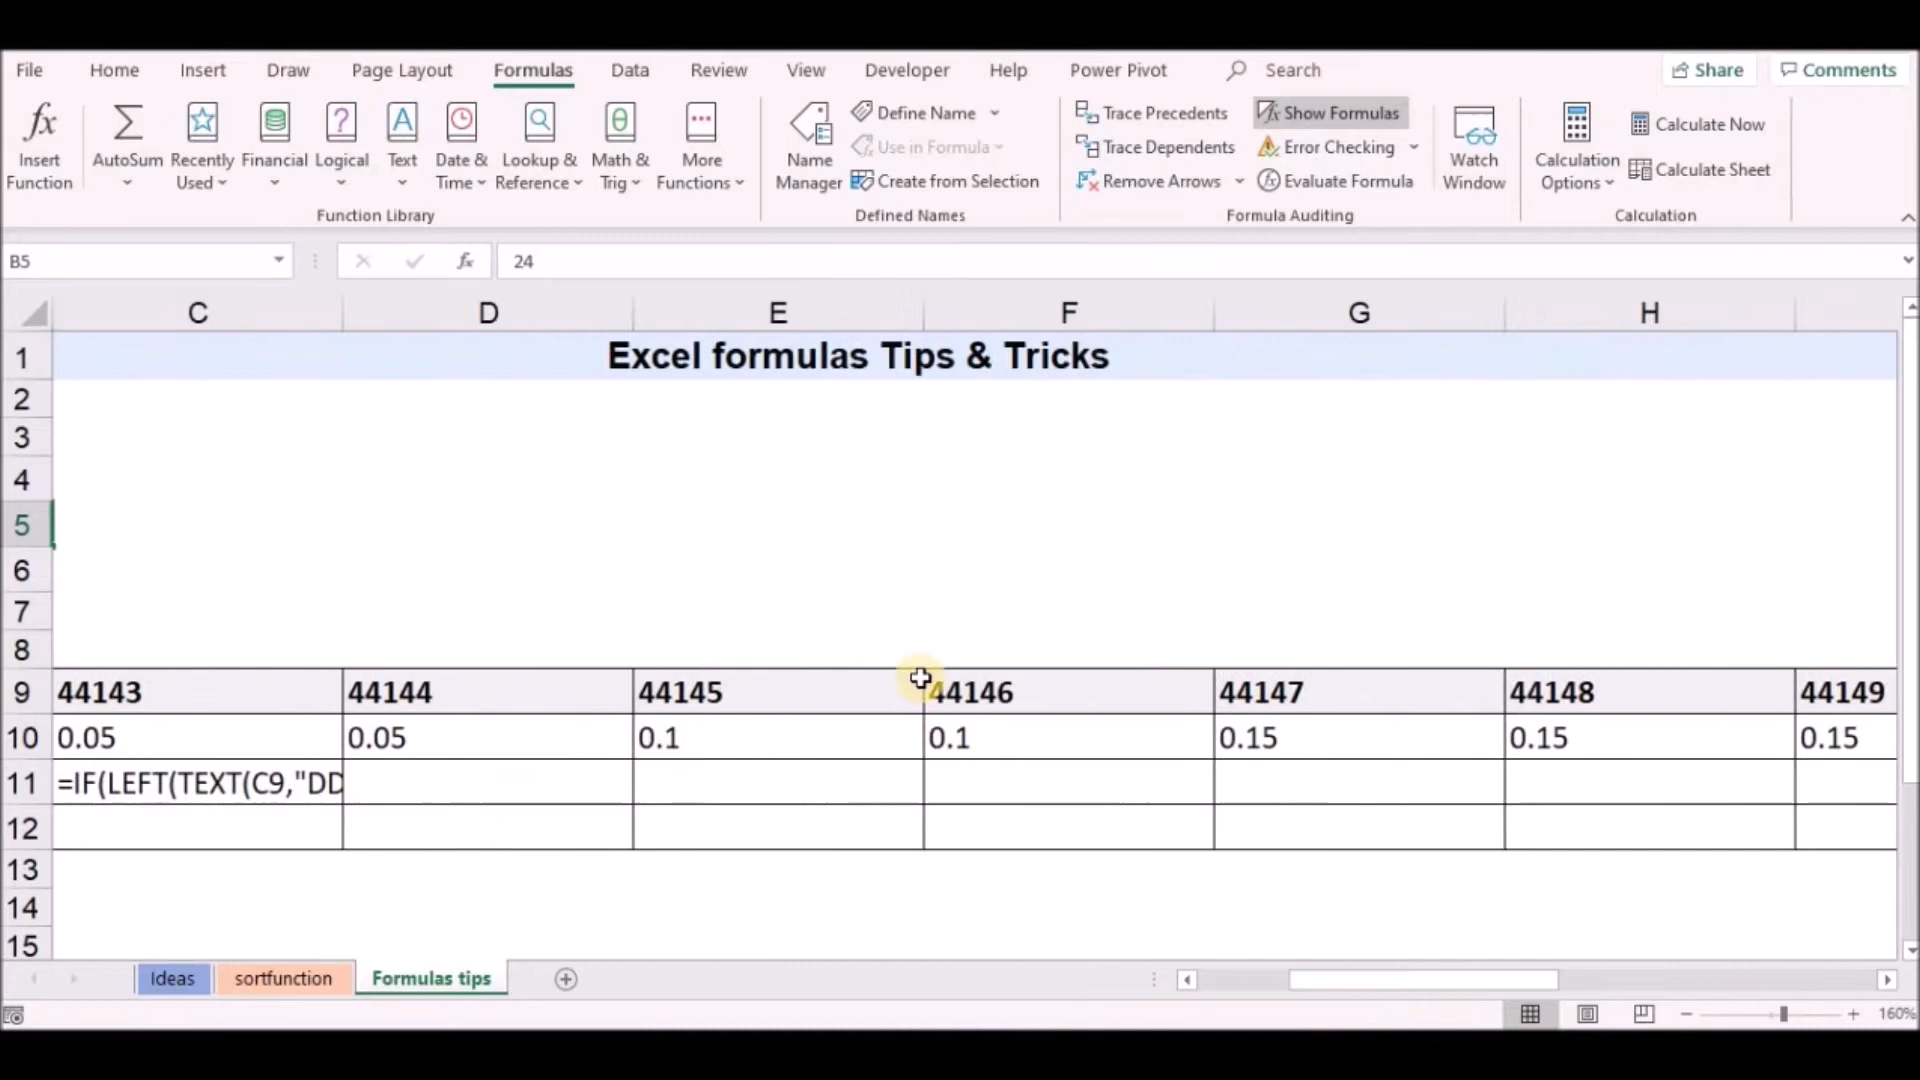 File Home Insert Draw Page Layout Formulas Data Review View Developer Help Power Pivot Search Share Comments
Insert Function
AutoSum
Recently Used
Financial
Logical
Text
Date & Time
Lookup & Reference
Math & Trig
More Functions
Function Library
Name Manager
Define Name
Use in Formula
Create from Selection
Defined Names
Trace Precedents
Trace Dependents
Remove Arrows
Show Formulas
Error Checking
Evaluate Formula
Formula Auditing
Watch Window
Calculation Options
Calculate Now
Calculate Sheet
Calculation
B5 fx 24
C D E F G H
1 Excel formulas Tips & Tricks
2
3
4
5
6
7
8
9 44143 44144 44145 44146 44147 44148 44149
10 0.05 0.05 0.1 0.1 0.15 0.15 0.15
11 =IF(LEFT(TEXT(C9,"DD
12
13
14
15
Ideas sortfunction Formulas tips
160%